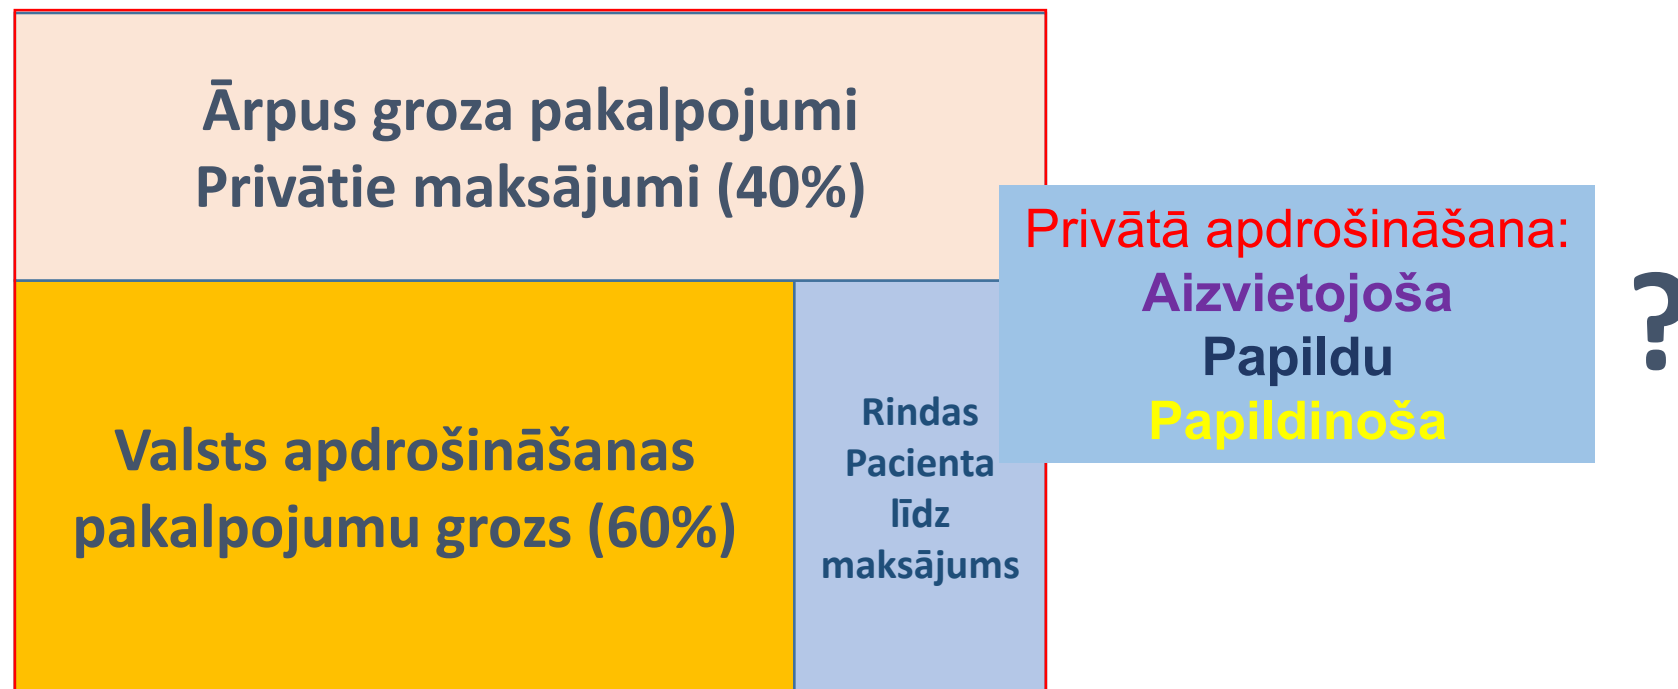 Ārpus groza pakalpojumi
Privātie maksājumi (40%)
Privātā apdrošināšana:
Aizvietojoša
Papildu
Papildinoša
?
Valsts apdrošināšanas
pakalpojumu grozs (60%)
Rindas
Pacienta
līdz
maksājums